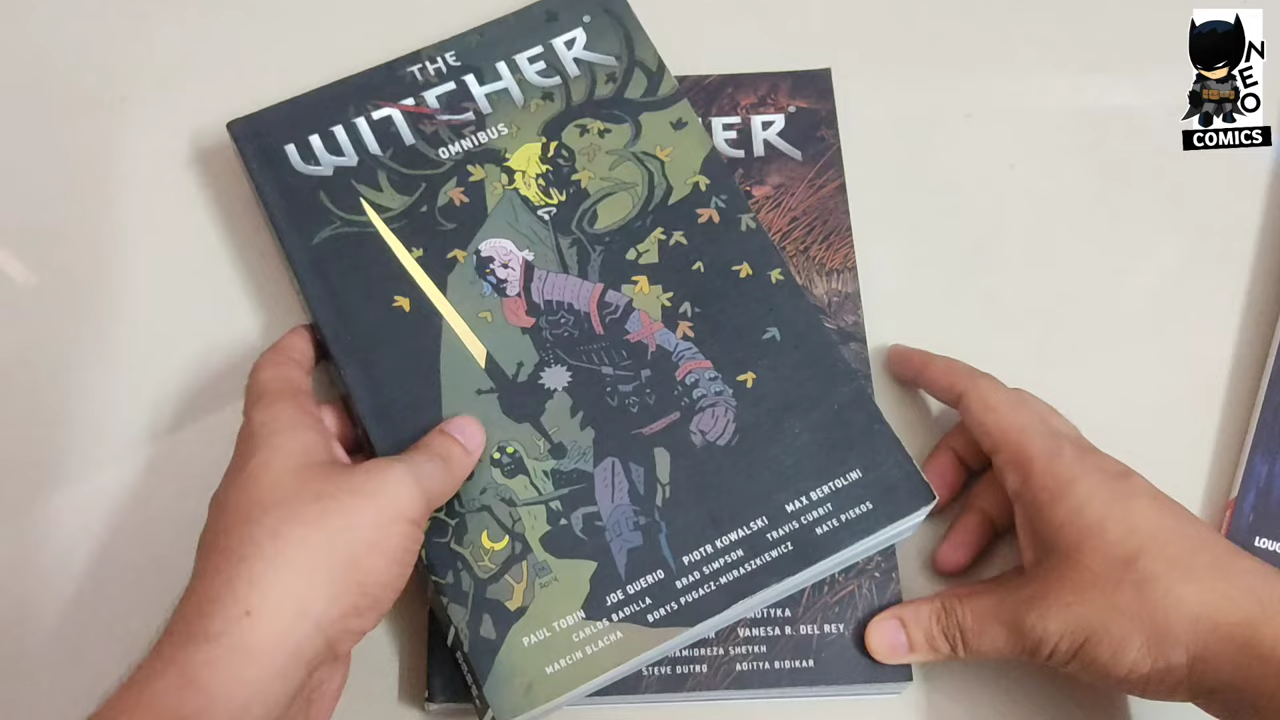 THE
WITCHER
OMNIBUS
PAUL TOBIN JOE QUERIO PIOTR KOWALSKI MAX BERTOLINI
CARLOS BADILLA BRAD SIMPSON TRAVIS CURRIT
MARCIN BLACHA BORYS PUGACZ-MURASZKIEWICZ NATE PIEKOS
2014
VANESA R. DEL REY
HAMIDREZA SHEYKH
STEVE DUTRO ADITYA BIDIKAR
NEO
COMICS